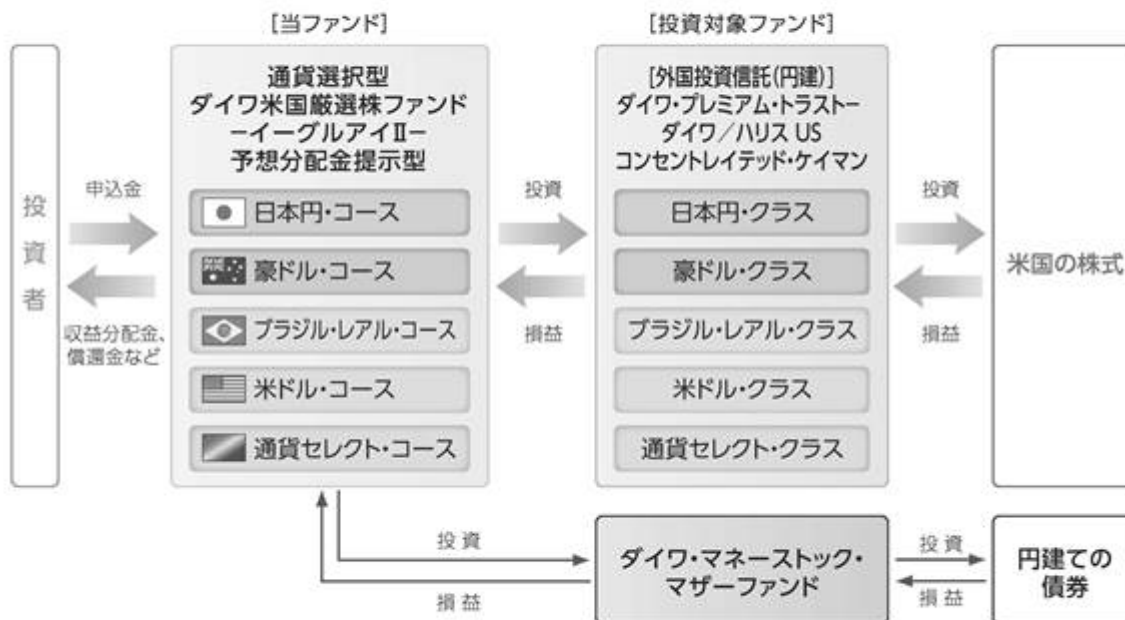 [当ファンド]
[投資対象ファンド]
投資者
申込金
収益分配金、
償還金など
通貨選択型
ダイワ米国厳選株ファンド
－イーグルアイⅡ－
予想分配金提示型
日本円・コース
豪ドル・コース
ブラジル・レアル・コース
米ドル・コース
通貨セレクト・コース
投資
損益
[外国投資信託(円建)]
ダイワ・プレミアム・トラストー
ダイワ／ハリス US
コンセントレイテッド・ケイマン
日本円・クラス
豪ドル・クラス
ブラジル・レアル・クラス
米ドル・クラス
通貨セレクト・クラス
投資
損益
米国の株式
投資
損益
ダイワ・マネーストック・
マザーファンド
投資
損益
円建ての
債券